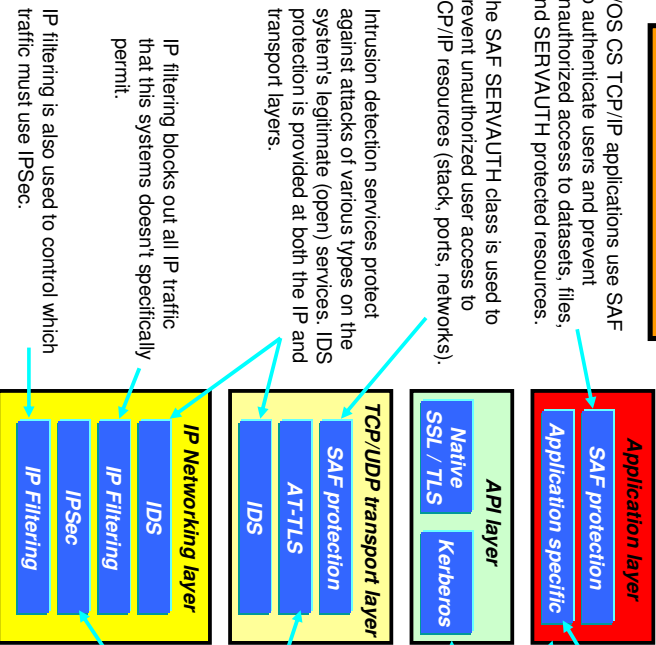 /OS CS TCP/IP applications use SAF
o authenticate users and prevent
nauthorized access to datasets, files,
nd SERVAUTH protected resources.
he SAF SERVAUTH class is used to
revent unauthorized user access to
CP/IP resources (stack, ports, networks).
Intrusion detection services protect
against attacks of various types on the
system's legitimate (open) services. IDS
protection is provided at both the IP and
transport layers.
IP filtering blocks out all IP traffic
that this systems doesn't specifically
permit.
IP filtering is also used to control which
traffic must use IPSec.
Application layer
SAF protection
Application specific
API layer
Native
SSL / TLS
Kerberos
TCP/UDP transport layer
SAF protection
AT-TLS
IDS
IP Networking layer
IDS
IP Filtering
IPSec
IP Filtering